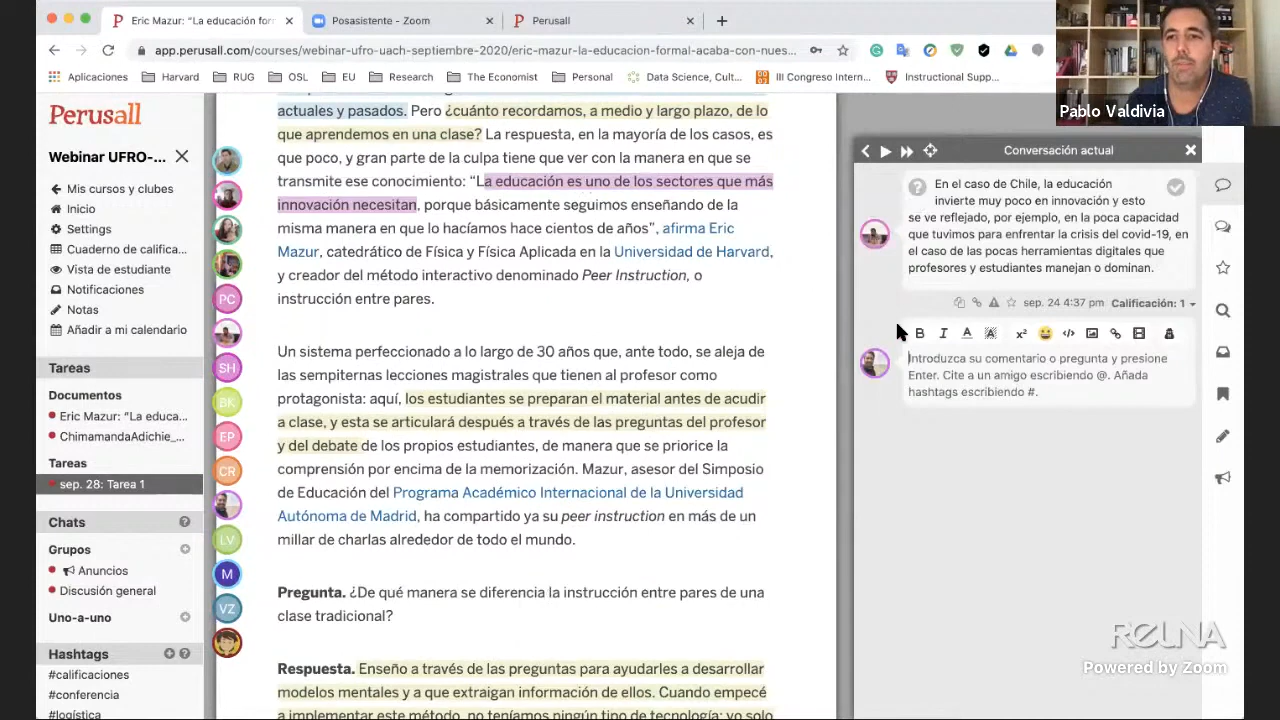 Eric Mazur: “La educación for
Posasistente - Zoom
Perusall
app.perusall.com/courses/webinar-ufro-uach-septiembre-2020/eric-mazur-la-educacion-formal-acaba-con-nues...
Aplicaciones
Harvard
RUG
OSL
EU
Research
The Economist
Personal
Data Science, Cult...
III Congreso Intern...
Instructional Supp...
Pablo Valdivia
Perusall
Webinar UFRO-...
Mis cursos y clubes
Inicio
Settings
Cuaderno de califica...
Vista de estudiante
Notificaciones
Notas
Añadir a mi calendario
Tareas
Documentos
Eric Mazur: “La educa...
ChimamandaAdichie_...
Tareas
sep. 28: Tarea 1
Chats
Grupos
Anuncios
Discusión general
Uno-a-uno
Hashtags
#calificaciones
#conferencia
#logística
PC
SH
BK
EP
CR
LV
M
VZ
actuales y pasados. Pero ¿cuánto recordamos, a medio y largo plazo, de lo
que aprendemos en una clase? La respuesta, en la mayoría de los casos, es
que poco, y gran parte de la culpa tiene que ver con la manera en que se
transmite ese conocimiento: “La educación es uno de los sectores que más
innovación necesitan, porque básicamente seguimos enseñando de la
misma manera en que lo hacíamos hace cientos de años”, afirma Eric
Mazur, catedrático de Física y Física Aplicada en la Universidad de Harvard,
y creador del método interactivo denominado Peer Instruction, o
instrucción entre pares.
Un sistema perfeccionado a lo largo de 30 años que, ante todo, se aleja de
las sempiternas lecciones magistrales que tienen al profesor como
protagonista: aquí, los estudiantes se preparan el material antes de acudir
a clase, y esta se articulará después a través de las preguntas del profesor
y del debate de los propios estudiantes, de manera que se priorice la
comprensión por encima de la memorización. Mazur, asesor del Simposio
de Educación del Programa Académico Internacional de la Universidad
Autónoma de Madrid, ha compartido ya su peer instruction en más de un
millar de charlas alrededor de todo el mundo.
Pregunta. ¿De qué manera se diferencia la instrucción entre pares de una
clase tradicional?
Respuesta. Enseño a través de las preguntas para ayudarles a desarrollar
modelos mentales y a que extraigan información de ellos. Cuando empecé
a implementar este método, no teníamos ningún tipo de tecnología: yo solo
Conversación actual
En el caso de Chile, la educación
invierte muy poco en innovación y esto
se ve reflejado, por ejemplo, en la poca capacidad
que tuvimos para enfrentar la crisis del covid-19, en
el caso de las pocas herramientas digitales que
profesores y estudiantes manejan o dominan.
sep. 24 4:37 pm Calificación: 1
B I A x²
Introduzca su comentario o pregunta y presione
Enter. Cite a un amigo escribiendo @. Añada
hashtags escribiendo #.
REUNA
Powered by Zoom